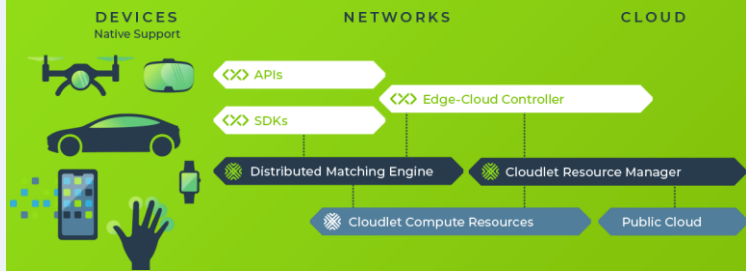 DEVICES
Native Support
NETWORKS
CLOUD
APIs
Edge-Cloud Controller
SDKs
Distributed Matching Engine
Cloudlet Resource Manager
Cloudlet Compute Resources
Public Cloud